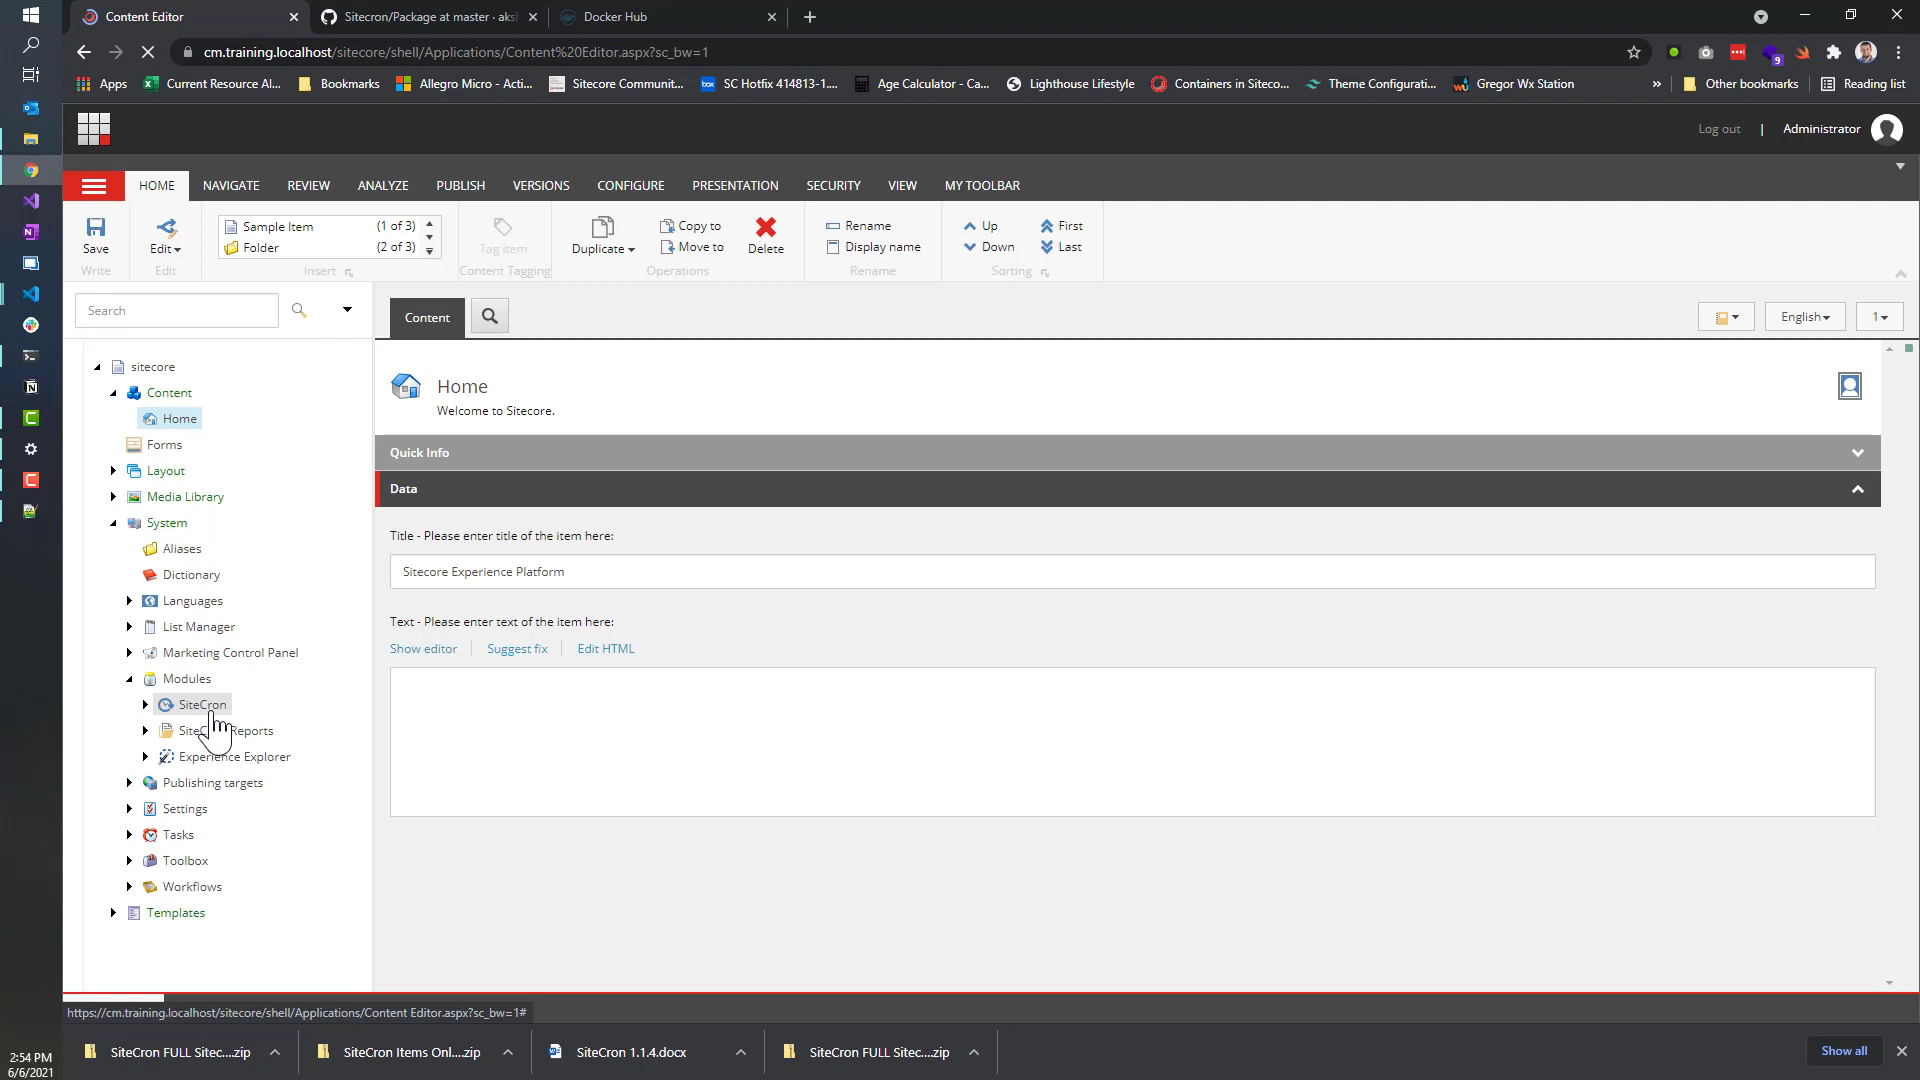 Content Editor
Sitecron/Package at master · aks
Docker Hub
cm.training.localhost/sitecore/shell/Applications/Content%20Editor.aspx?sc_bw=1
9
Apps
Current Resource Al...
Bookmarks
Allegro Micro - Acti...
Sitecore Communit...
SC Hotfix 414813-1....
Age Calculator - Ca...
Lighthouse Lifestyle
Containers in Siteco...
Theme Configurati...
Gregor Wx Station
»
Other bookmarks
Reading list
Log out | Administrator
HOME NAVIGATE REVIEW ANALYZE PUBLISH VERSIONS CONFIGURE PRESENTATION SECURITY VIEW MY TOOLBAR
Save
Write
Edit
Edit
Sample Item (1 of 3)
Folder (2 of 3)
Insert
Tag item
Content Tagging
Duplicate
Copy to
Move to
Delete
Operations
Rename
Display name
Rename
Up
Down
First
Last
Sorting
Search
Content
English
1
sitecore
Content
Home
Forms
Layout
Media Library
System
Aliases
Dictionary
Languages
List Manager
Marketing Control Panel
Modules
SiteCron
Reports
Experience Explorer
Publishing targets
Settings
Tasks
Toolbox
Workflows
Templates
Home
Welcome to Sitecore.
Quick Info
Data
Title - Please enter title of the item here:
Sitecore Experience Platform
Text - Please enter text of the item here:
Show editor
Suggest fix
Edit HTML
https://cm.training.localhost/sitecore/shell/Applications/Content Editor.aspx?sc_bw=1#
SiteCron FULL Sitec....zip
SiteCron Items Onl....zip
SiteCron 1.1.4.docx
SiteCron FULL Sitec....zip
Show all
2:54 PM
6/6/2021